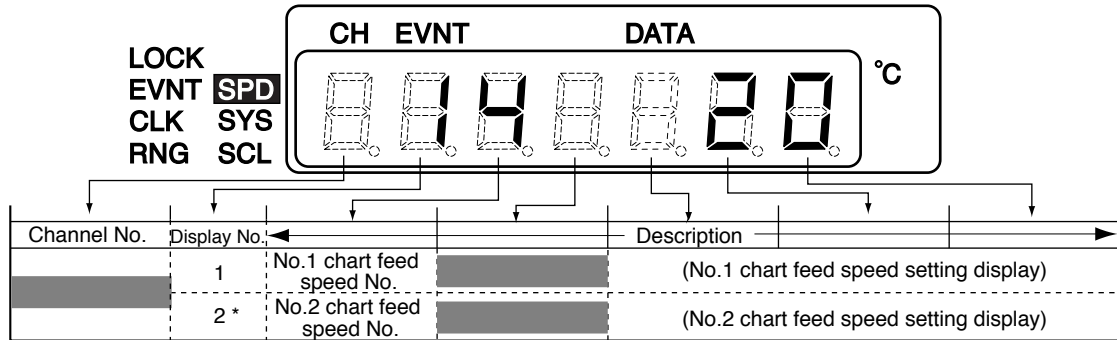 CH EVNT DATA
LOCK
EVNT SPD
CLK SYS
RNG SCL
14 20
°C
Channel No. Display No. Description
1 No.1 chart feed speed No. (No.1 chart feed speed setting display)
2 * No.2 chart feed speed No. (No.2 chart feed speed setting display)